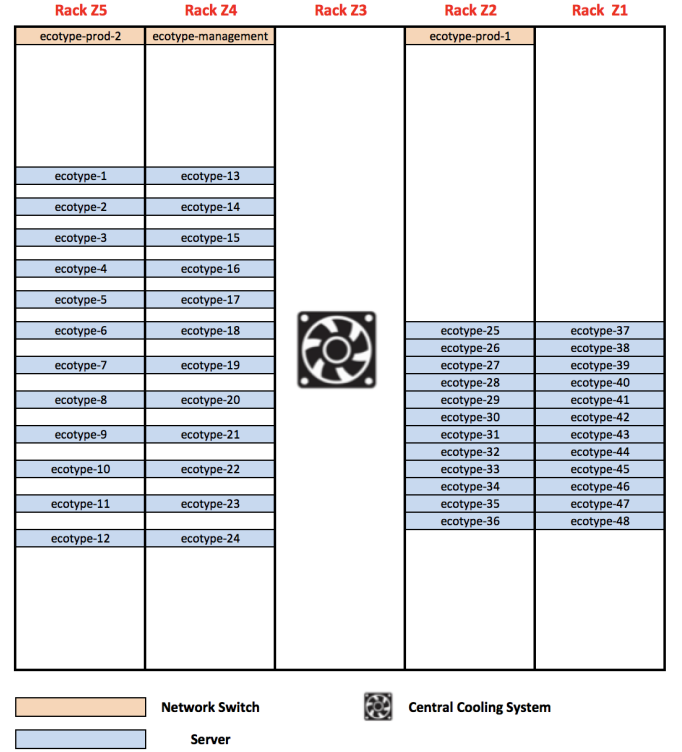 Rack Z5 Rack Z4 Rack Z3 Rack Z2 Rack Z1
ecotype-prod-2 ecotype-management ecotype-prod-1
ecotype-1 ecotype-13
ecotype-2 ecotype-14
ecotype-3 ecotype-15
ecotype-4 ecotype-16
ecotype-5 ecotype-17
ecotype-6 ecotype-18 ecotype-25 ecotype-37
ecotype-26 ecotype-38
ecotype-7 ecotype-19 ecotype-27 ecotype-39
ecotype-28 ecotype-40
ecotype-8 ecotype-20 ecotype-29 ecotype-41
ecotype-30 ecotype-42
ecotype-9 ecotype-21 ecotype-31 ecotype-43
ecotype-32 ecotype-44
ecotype-10 ecotype-22 ecotype-33 ecotype-45
ecotype-34 ecotype-46
ecotype-11 ecotype-23 ecotype-35 ecotype-47
ecotype-36 ecotype-48
ecotype-12 ecotype-24
Network Switch Central Cooling System
Server